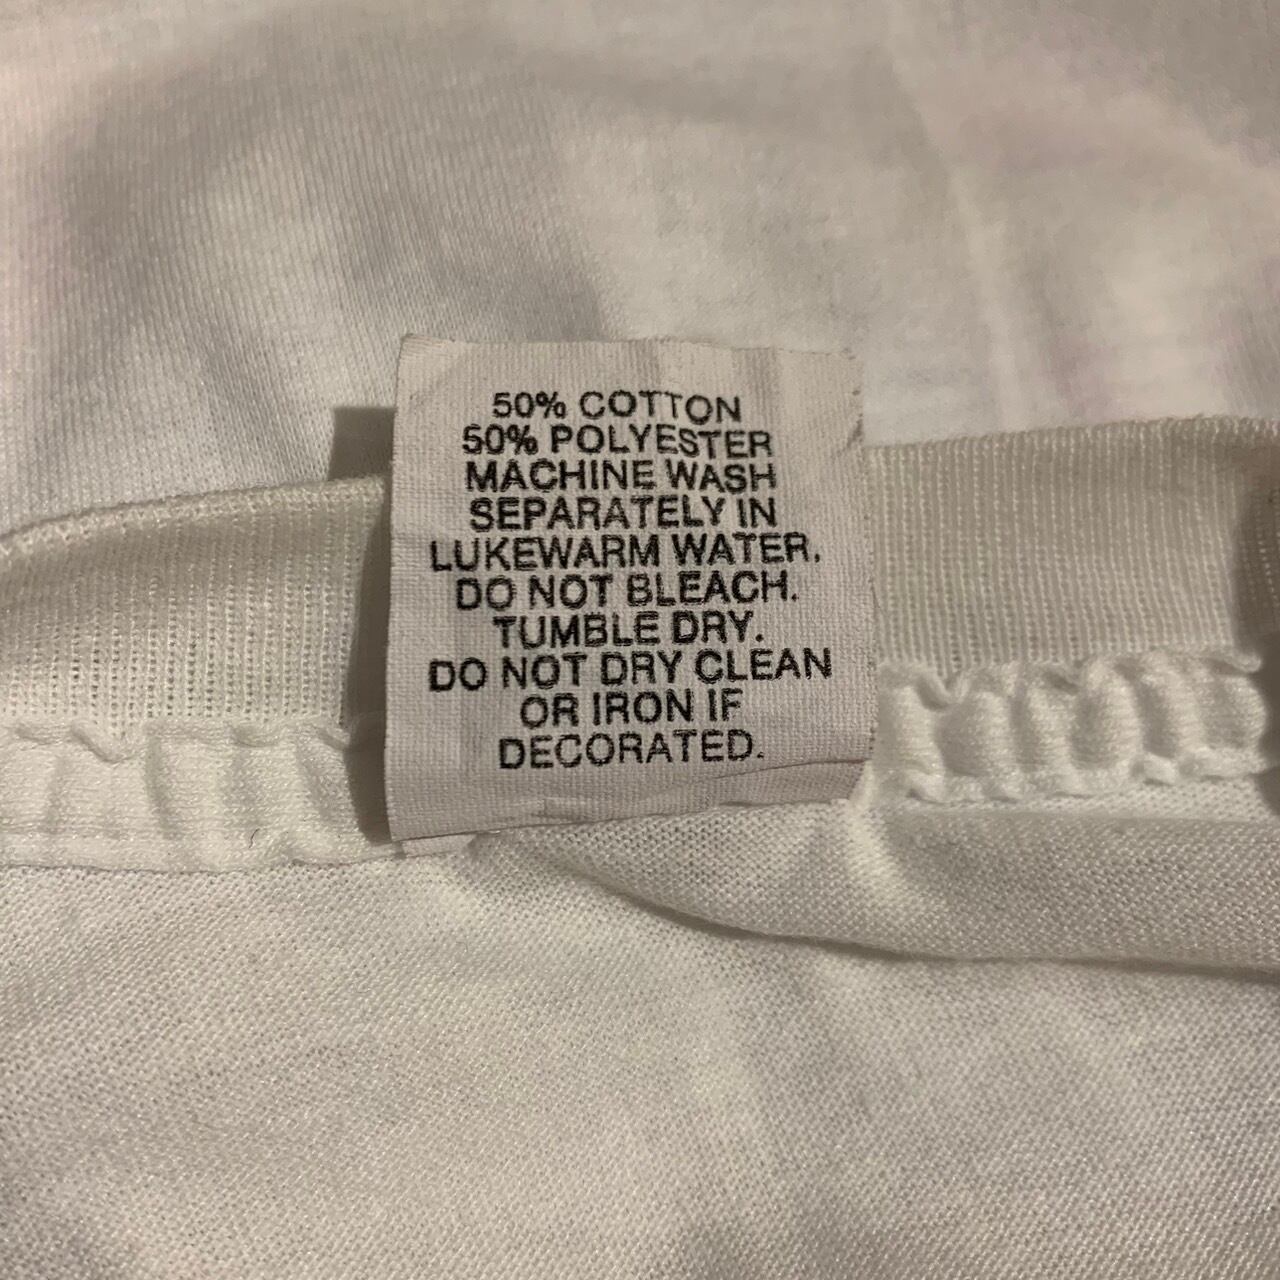 50% COTTON
50% POLYESTER
MACHINE WASH
SEPARATELY IN
LUKEWARM WATER.
DO NOT BLEACH.
TUMBLE DRY.
DO NOT DRY CLEAN
OR IRON IF
DECORATED.